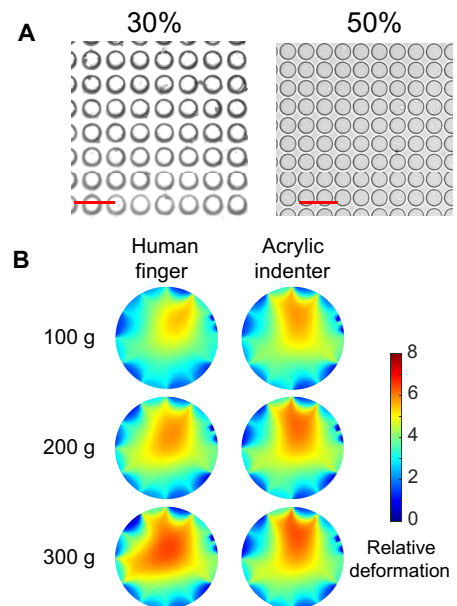 A
30%
50%
B
Human
finger
Acrylic
indenter
100 g
200 g
300 g
8
6
4
2
0
Relative
deformation